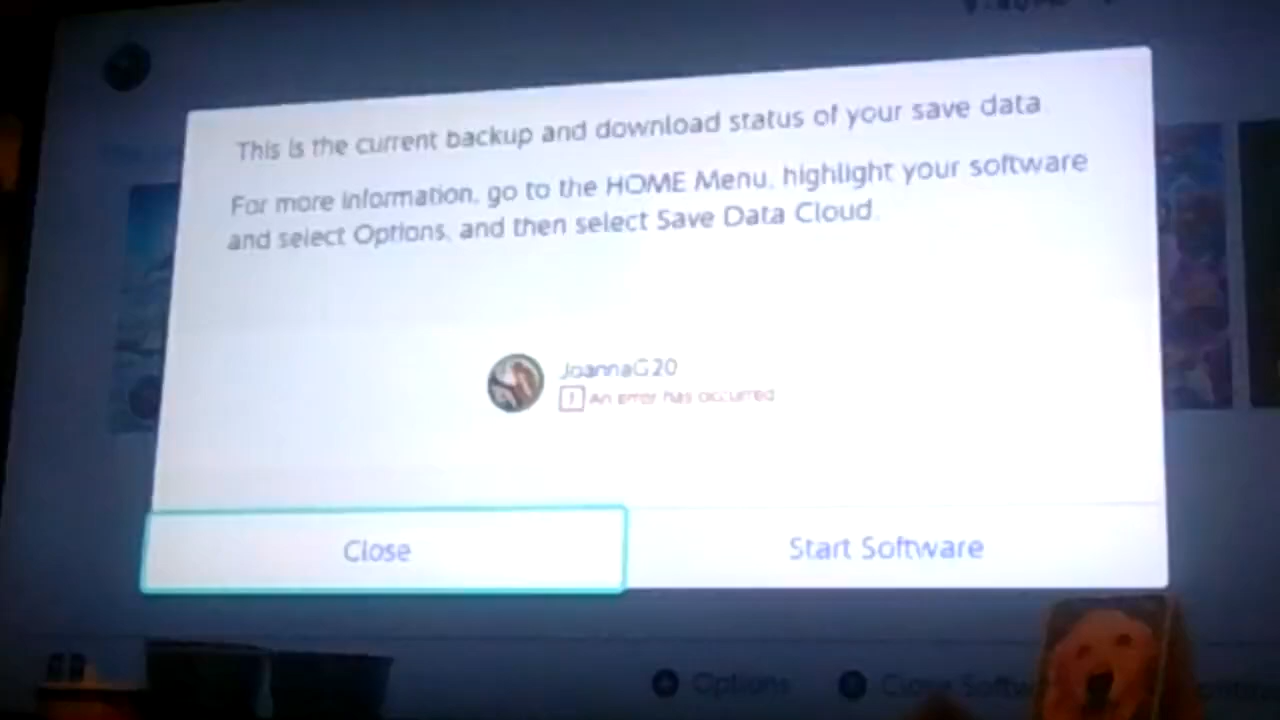 This is the current backup and download status of your save data.
For more information, go to the HOME Menu, highlight your software
and select Options, and then select Save Data Cloud.
JoannaG20
! An error has occurred
Close
Start Software
Options
Close